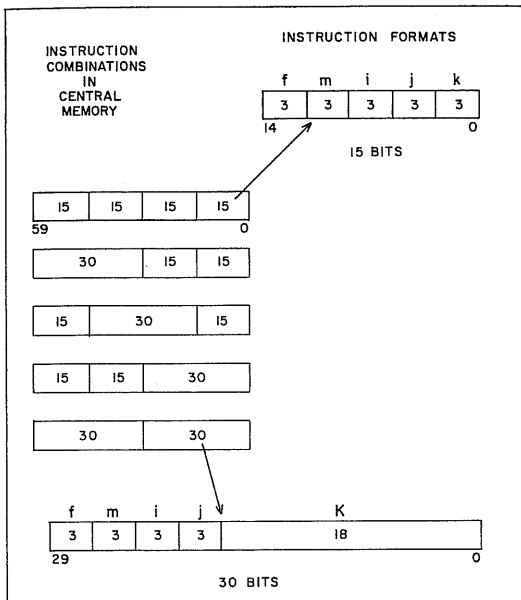 INSTRUCTION
COMBINATIONS
IN
CENTRAL
MEMORY
INSTRUCTION FORMATS
f m i j k
3 3 3 3 3
14 0
15 BITS
15 15 15 15
59 0
30 15 15
15 30 15
15 15 30
30 30
f m i j K
3 3 3 3 18
29 0
30 BITS